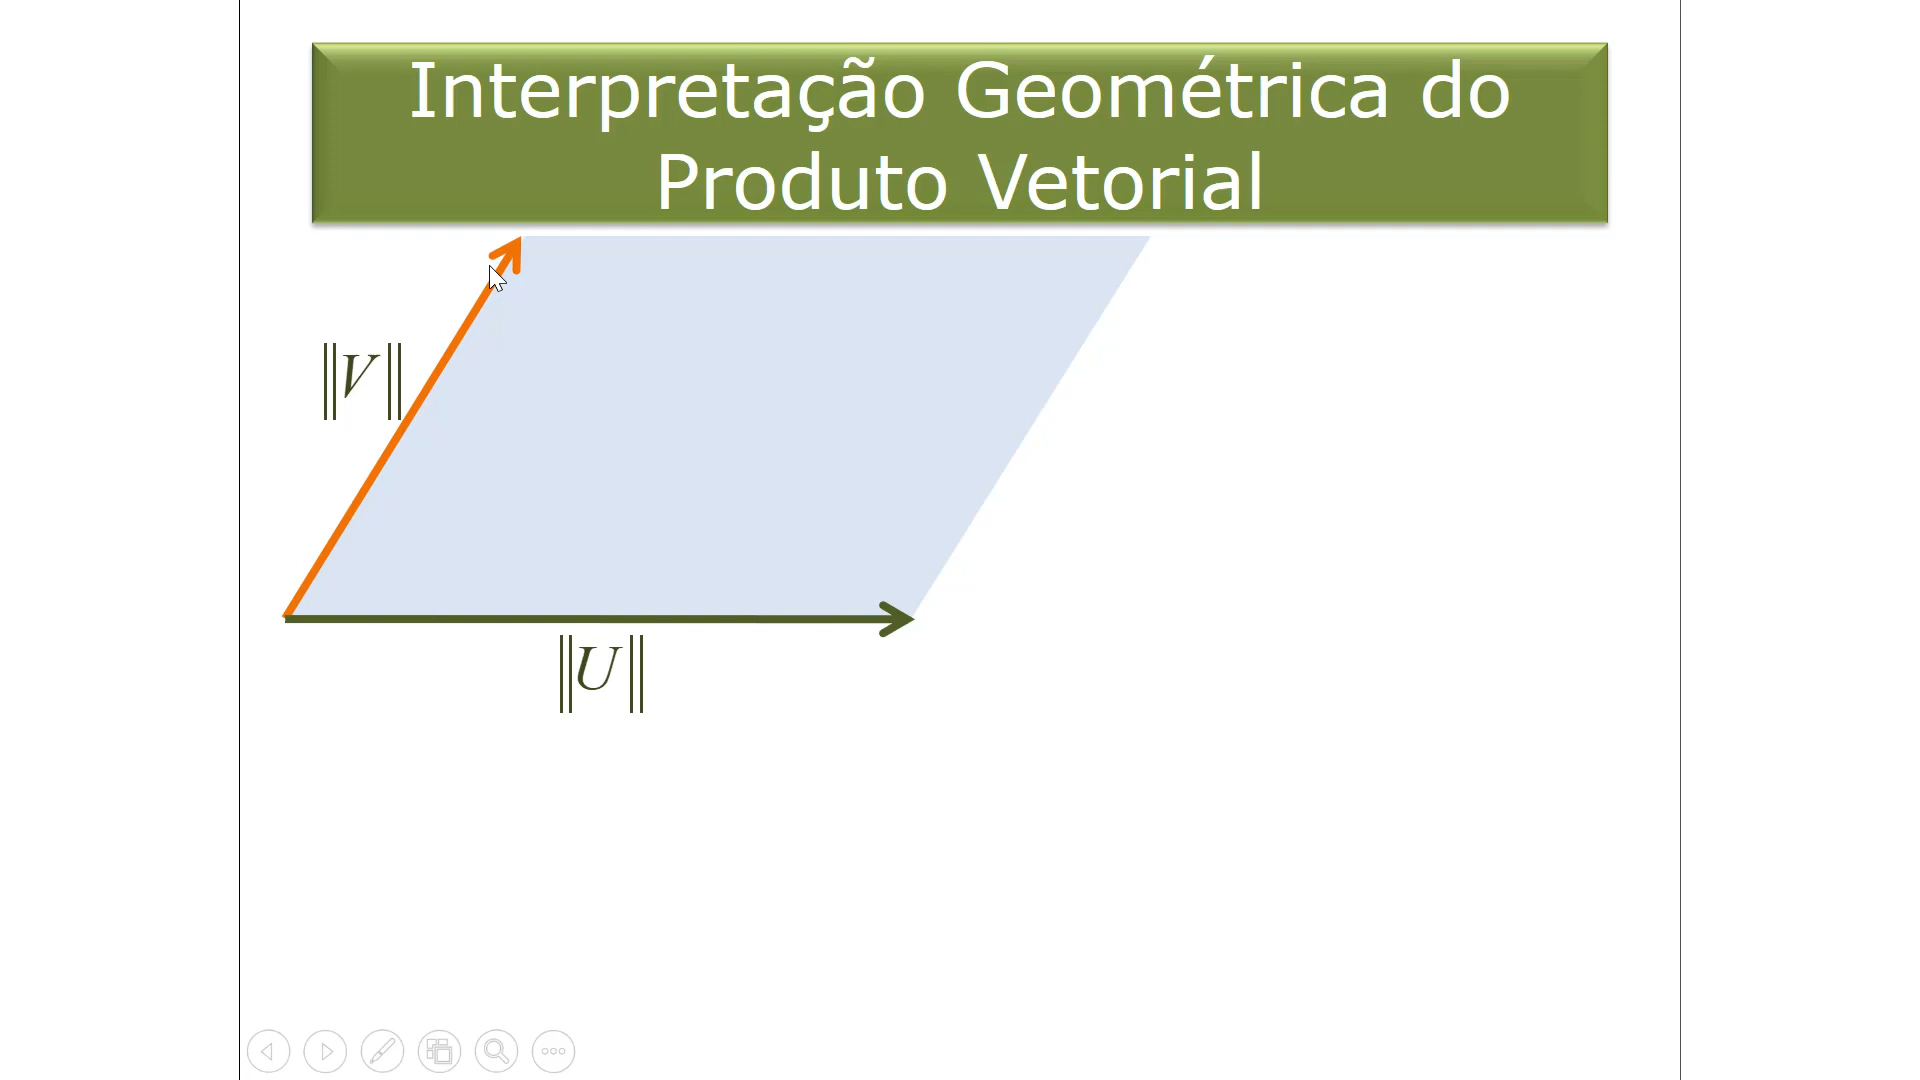 Interpretação Geométrica do
Produto Vetorial
‖V‖
‖U‖